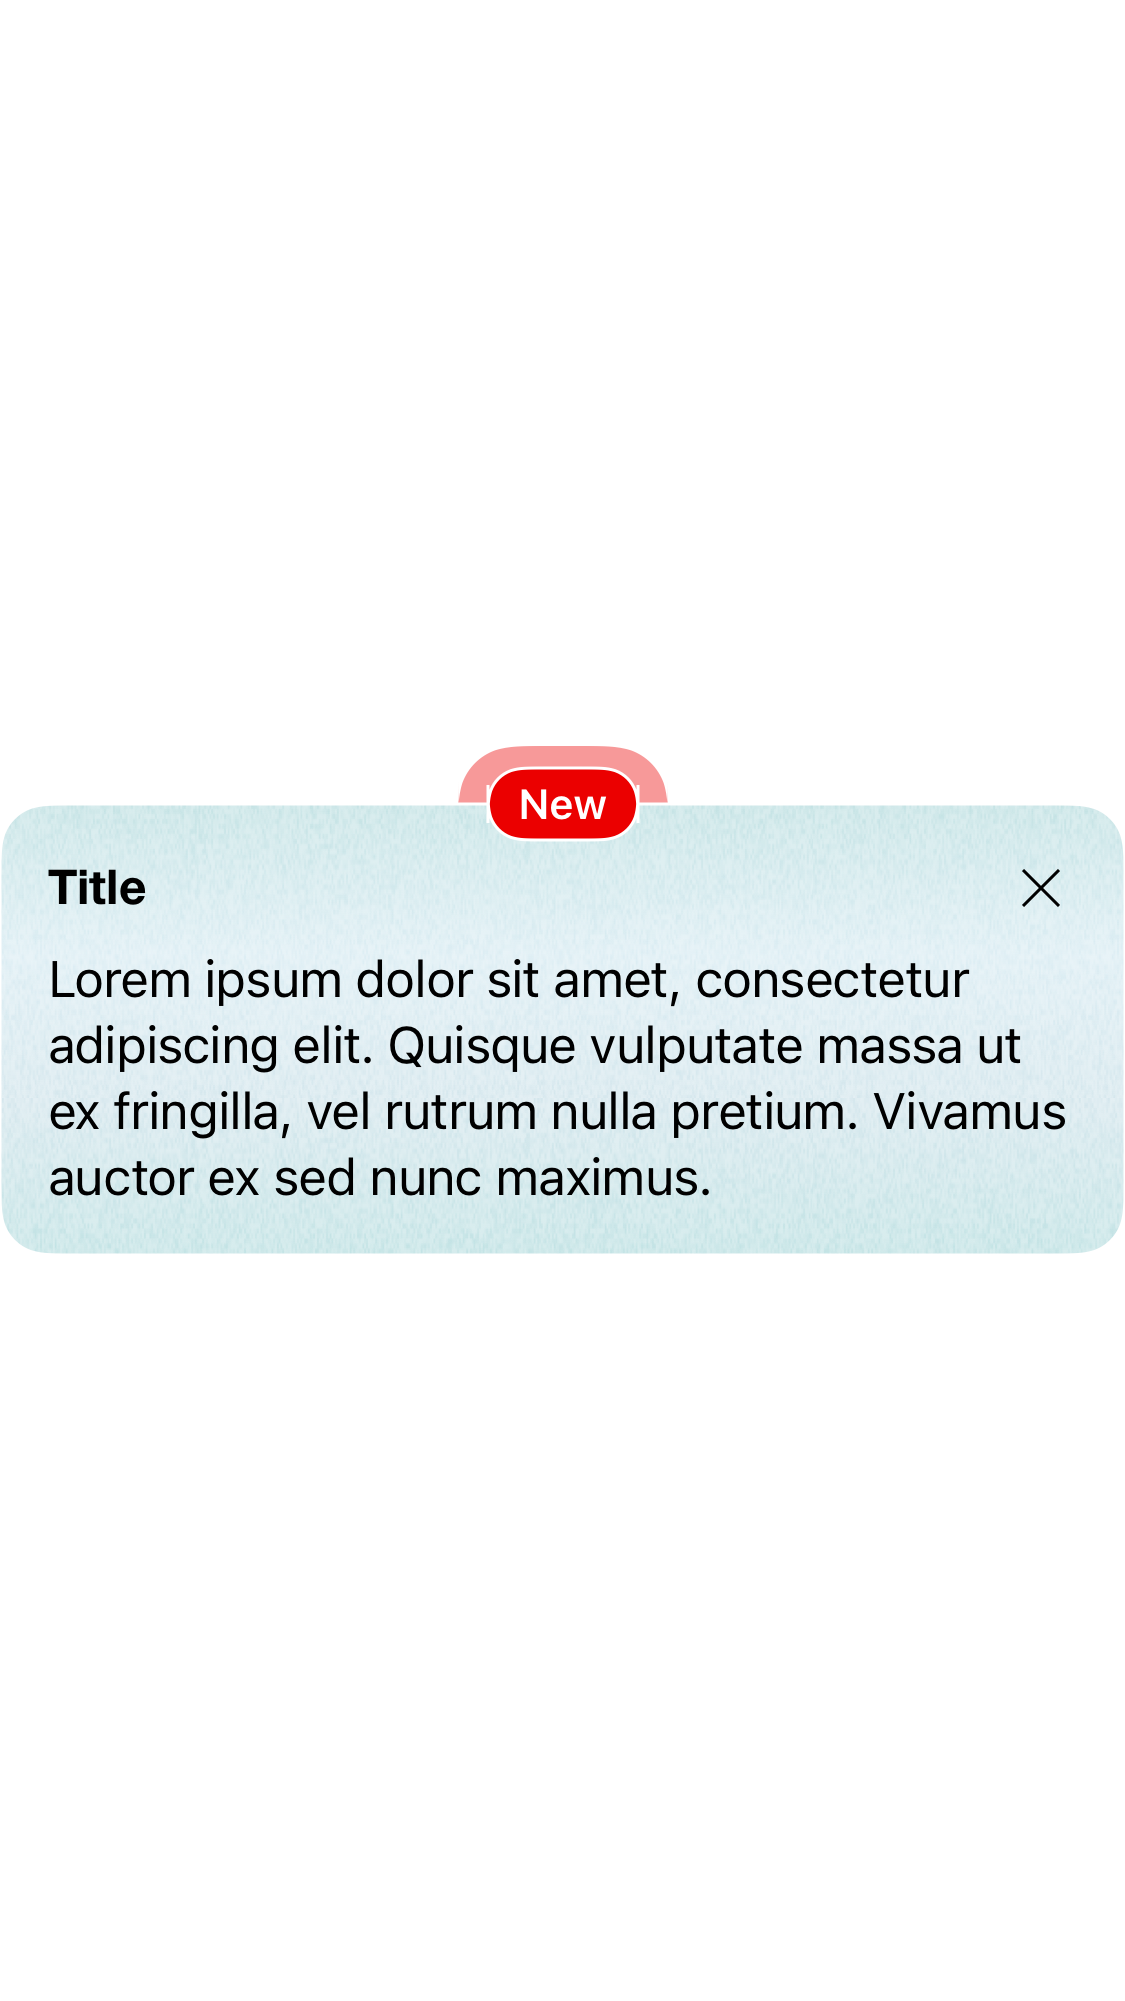 New
Title
Lorem ipsum dolor sit amet, consectetur
adipiscing elit. Quisque vulputate massa ut
ex fringilla, vel rutrum nulla pretium. Vivamus
auctor ex sed nunc maximus.